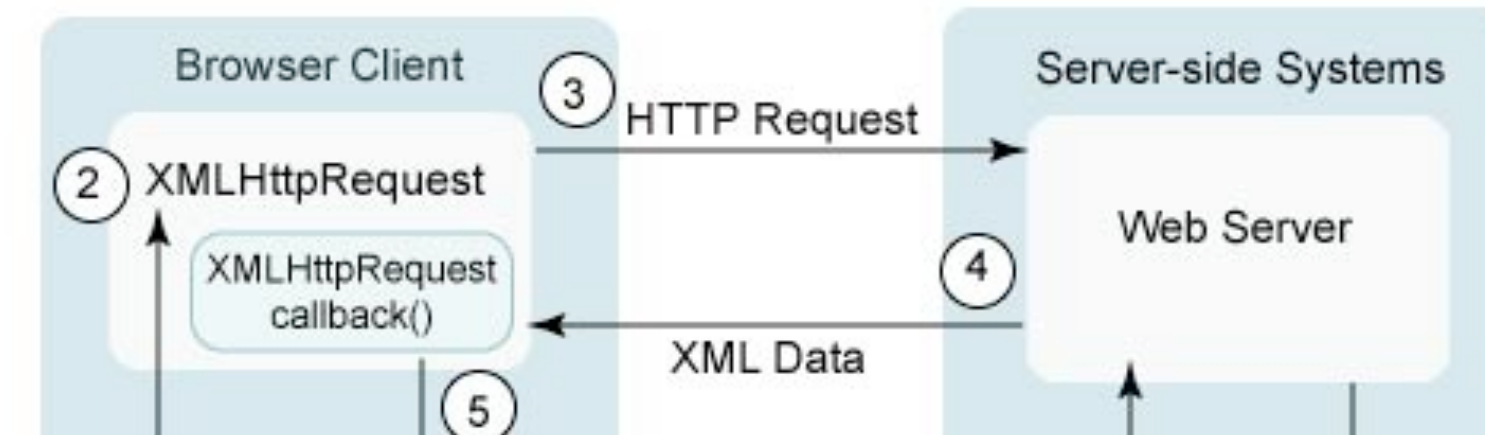 Browser Client
Server-side Systems
3
HTTP Request
2
XMLHttpRequest
Web Server
XMLHttpRequest
callback()
4
XML Data
5